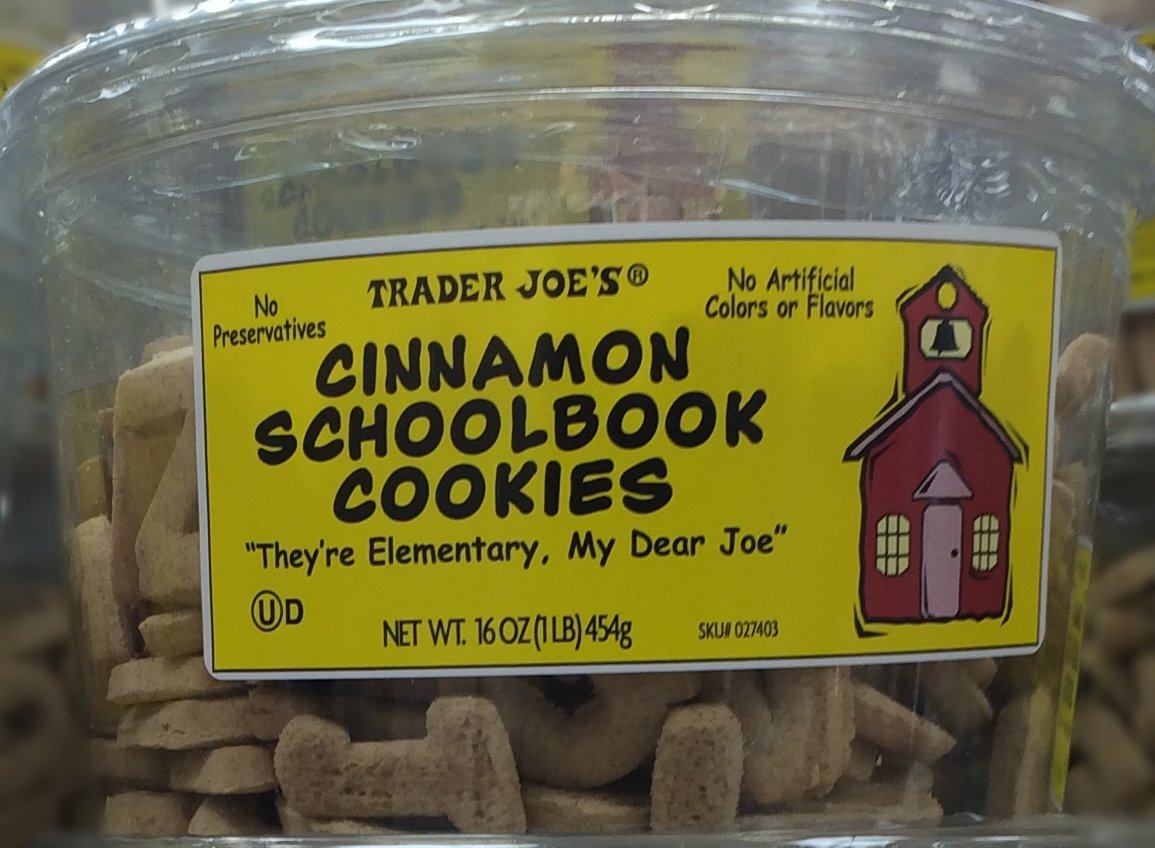 TRADER JOE'S®
No
Preservatives
No Artificial
Colors or Flavors
CINNAMON
SCHOOLBOOK
COOKIES
"They're Elementary, My Dear Joe"
Ⓤ D
NET WT. 16 OZ (1 LB) 454g
SKU# 027403